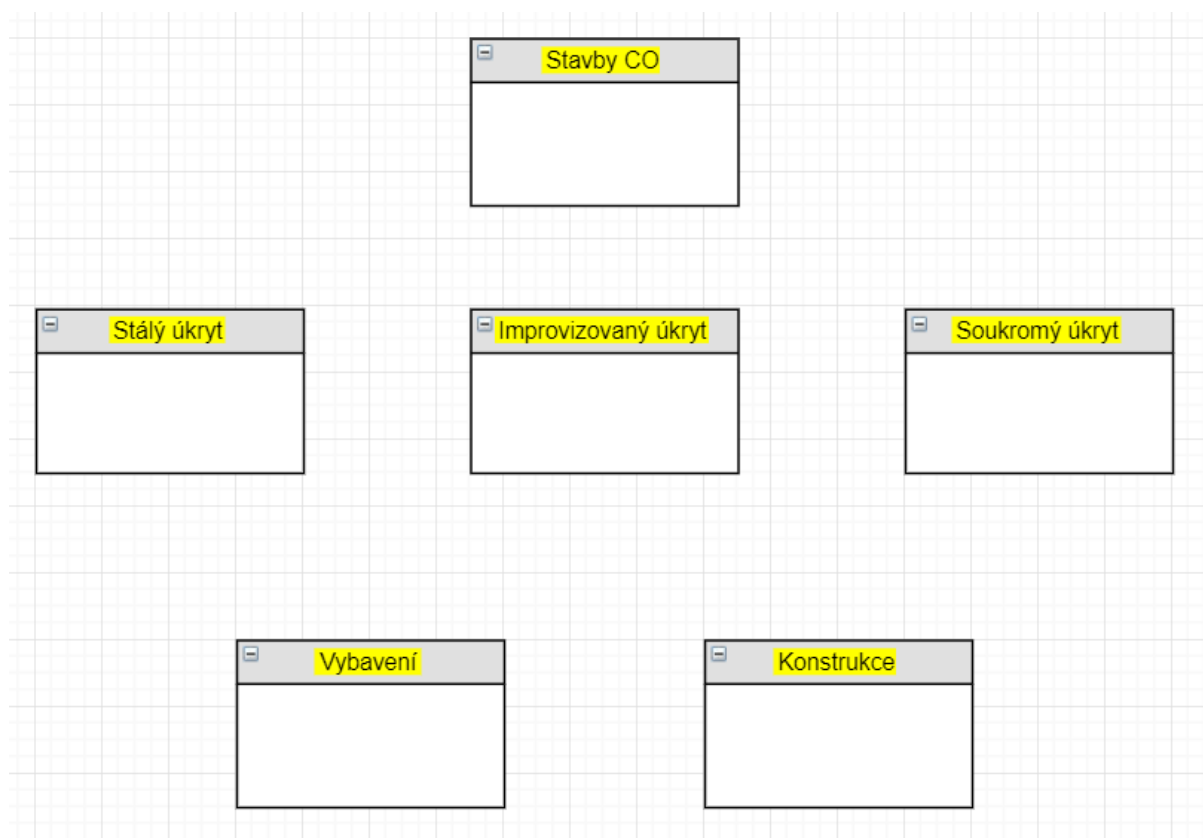 Stavby CO
Stálý úkryt
Improvizovaný úkryt
Soukromý úkryt
Vybavení
Konstrukce